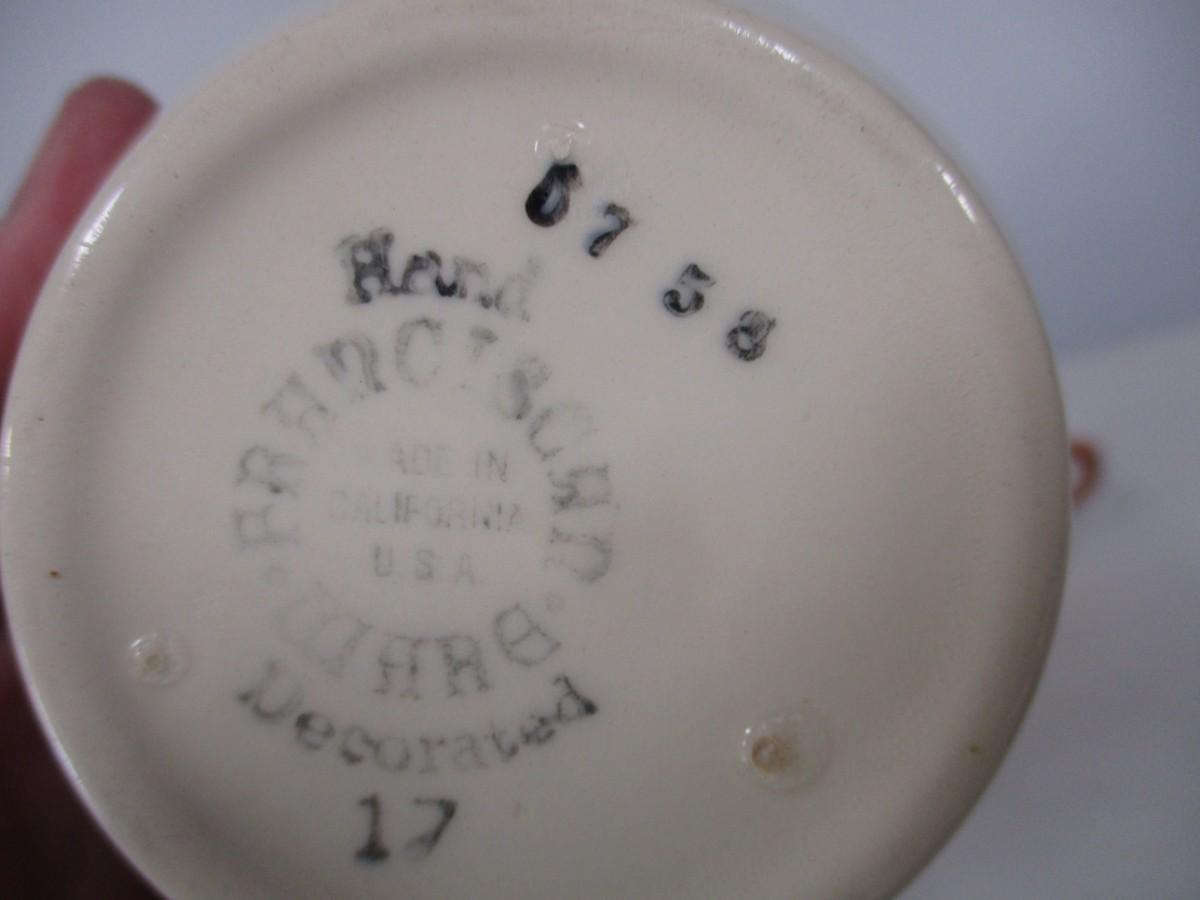 6758
Hand
FRANCISCAN
MADE IN
CALIFORNIA
U S A
WARE
Decorated
17